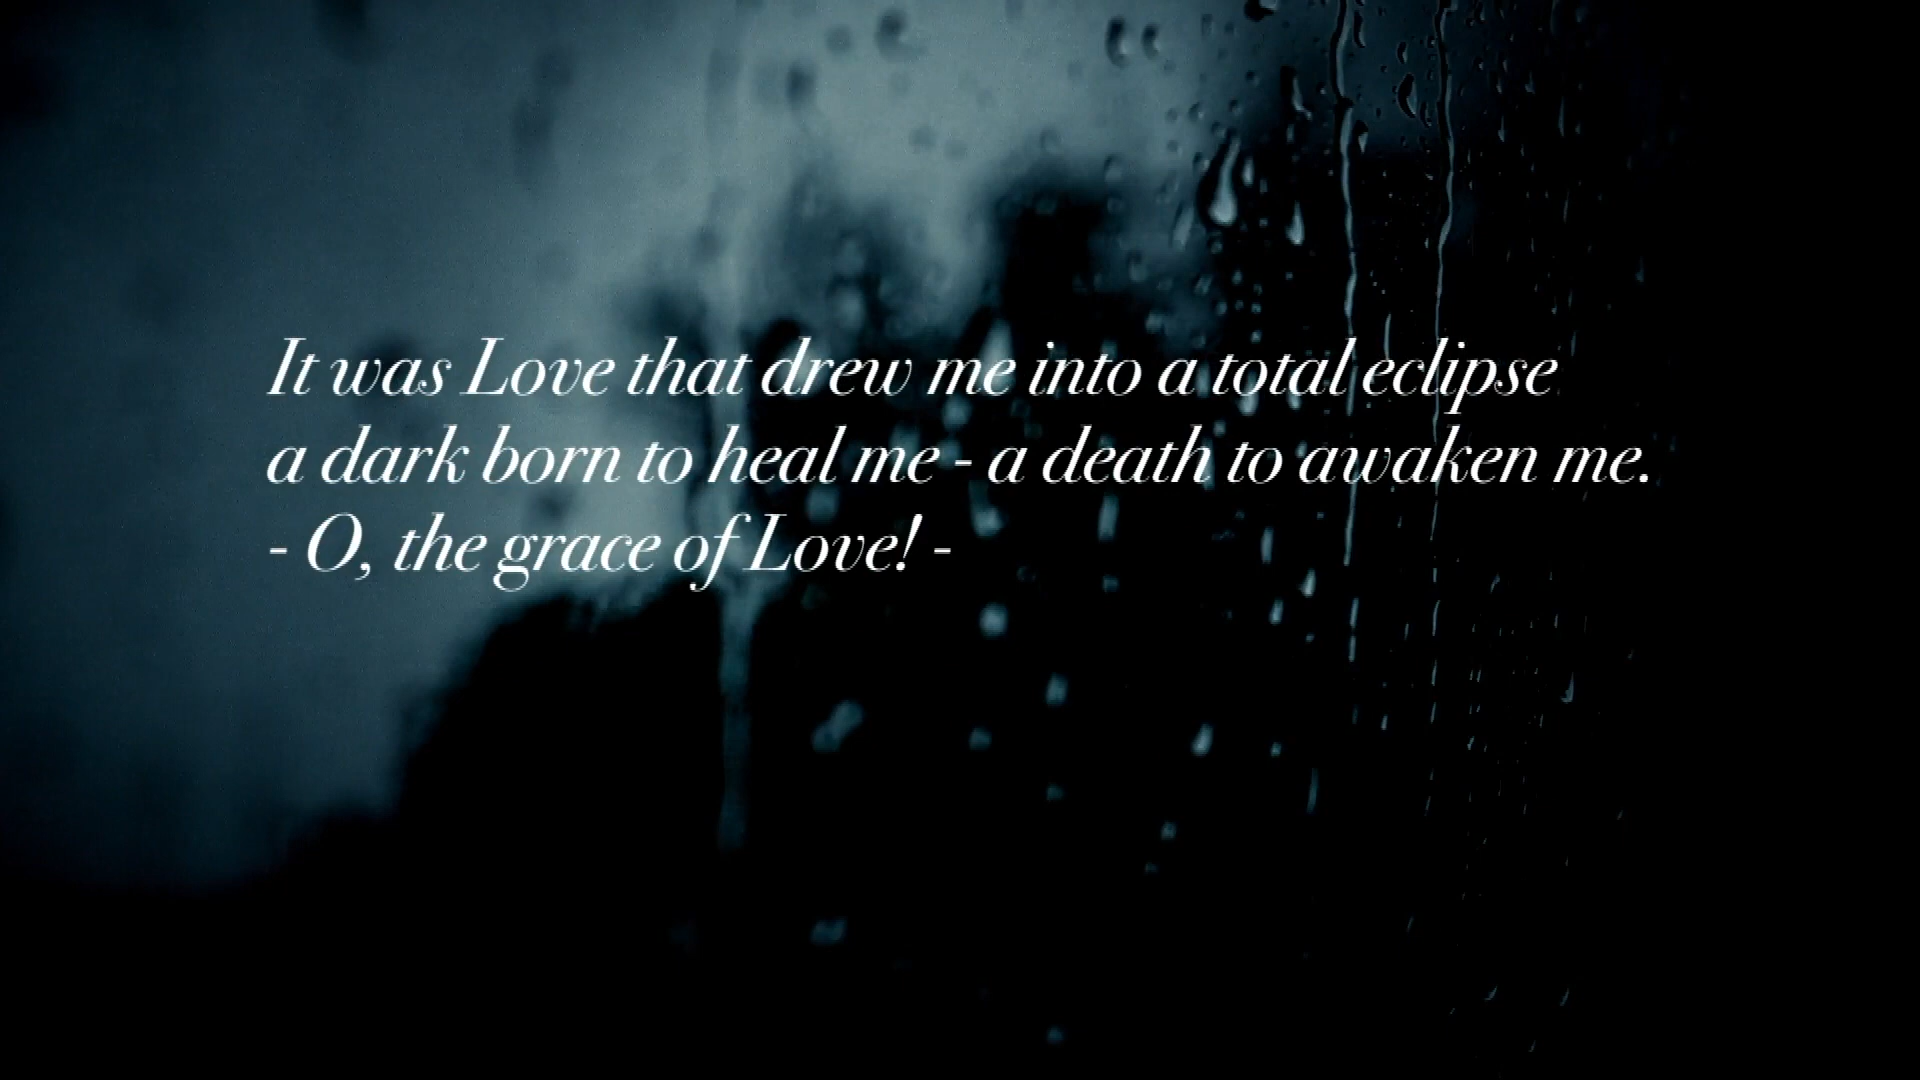 It was Love that drew me into a total eclipse
a dark born to heal me - a death to awaken me.
- O, the grace of Love! -